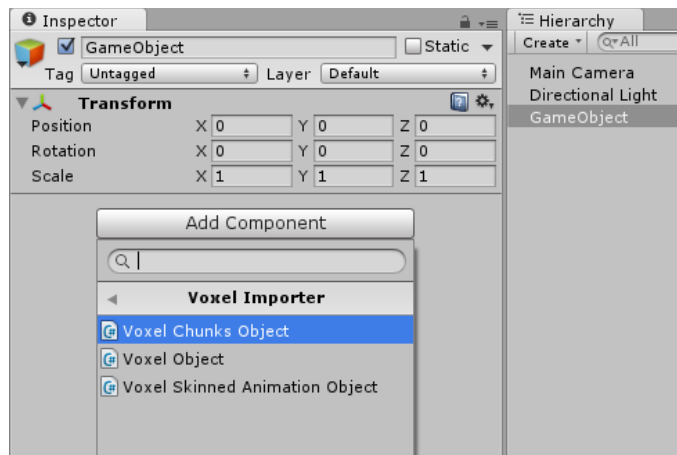 Inspector
GameObject Static
Tag Untagged Layer Default
Transform
Position X 0 Y 0 Z 0
Rotation X 0 Y 0 Z 0
Scale X 1 Y 1 Z 1
Add Component
Voxel Importer
Voxel Chunks Object
Voxel Object
Voxel Skinned Animation Object
Hierarchy
Create All
Main Camera
Directional Light
GameObject